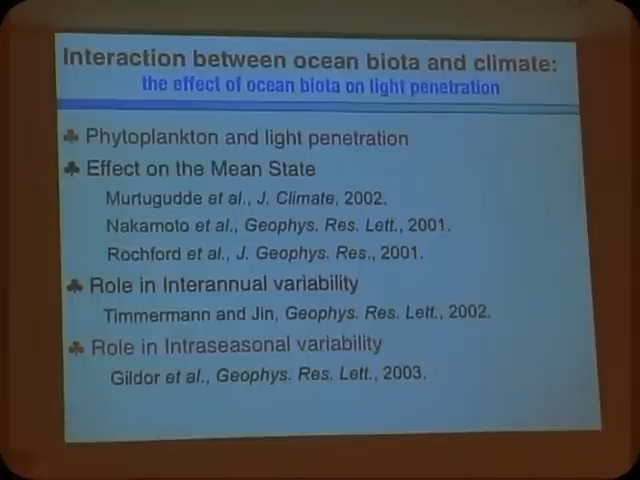 Interaction between ocean biota and climate:
the effect of ocean biota on light penetration
♣ Phytoplankton and light penetration
♣ Effect on the Mean State
Murtugudde et al., J. Climate, 2002.
Nakamoto et al., Geophys. Res. Lett., 2001.
Rochford et al., J. Geophys. Res., 2001.
♣ Role in Interannual variability
Timmermann and Jin, Geophys. Res. Lett., 2002.
♣ Role in Intraseasonal variability
Gildor et al., Geophys. Res. Lett., 2003.